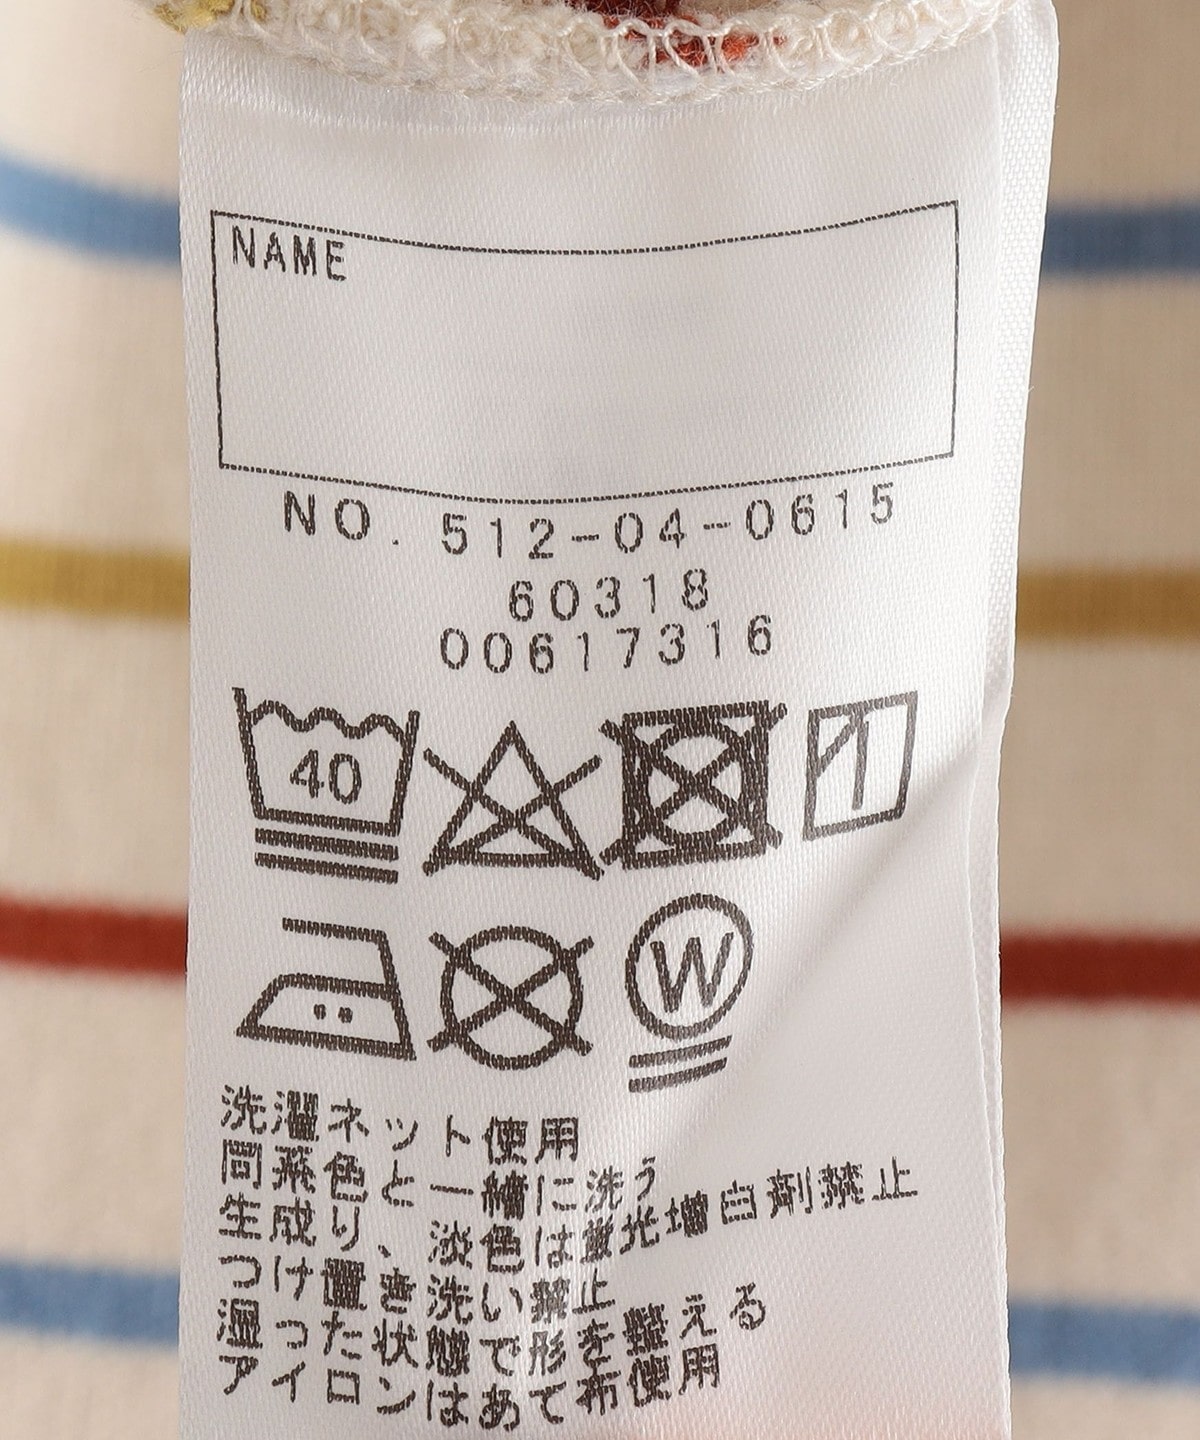 NAME
NO. 512-04-0615
60318
00617316
40
W
洗濯ネット使用
同系色と一緒に洗う
生成り、淡色は蛍光増白剤禁止
つけ置き洗い禁止
湿った状態で形を整える
アイロンはあて布使用